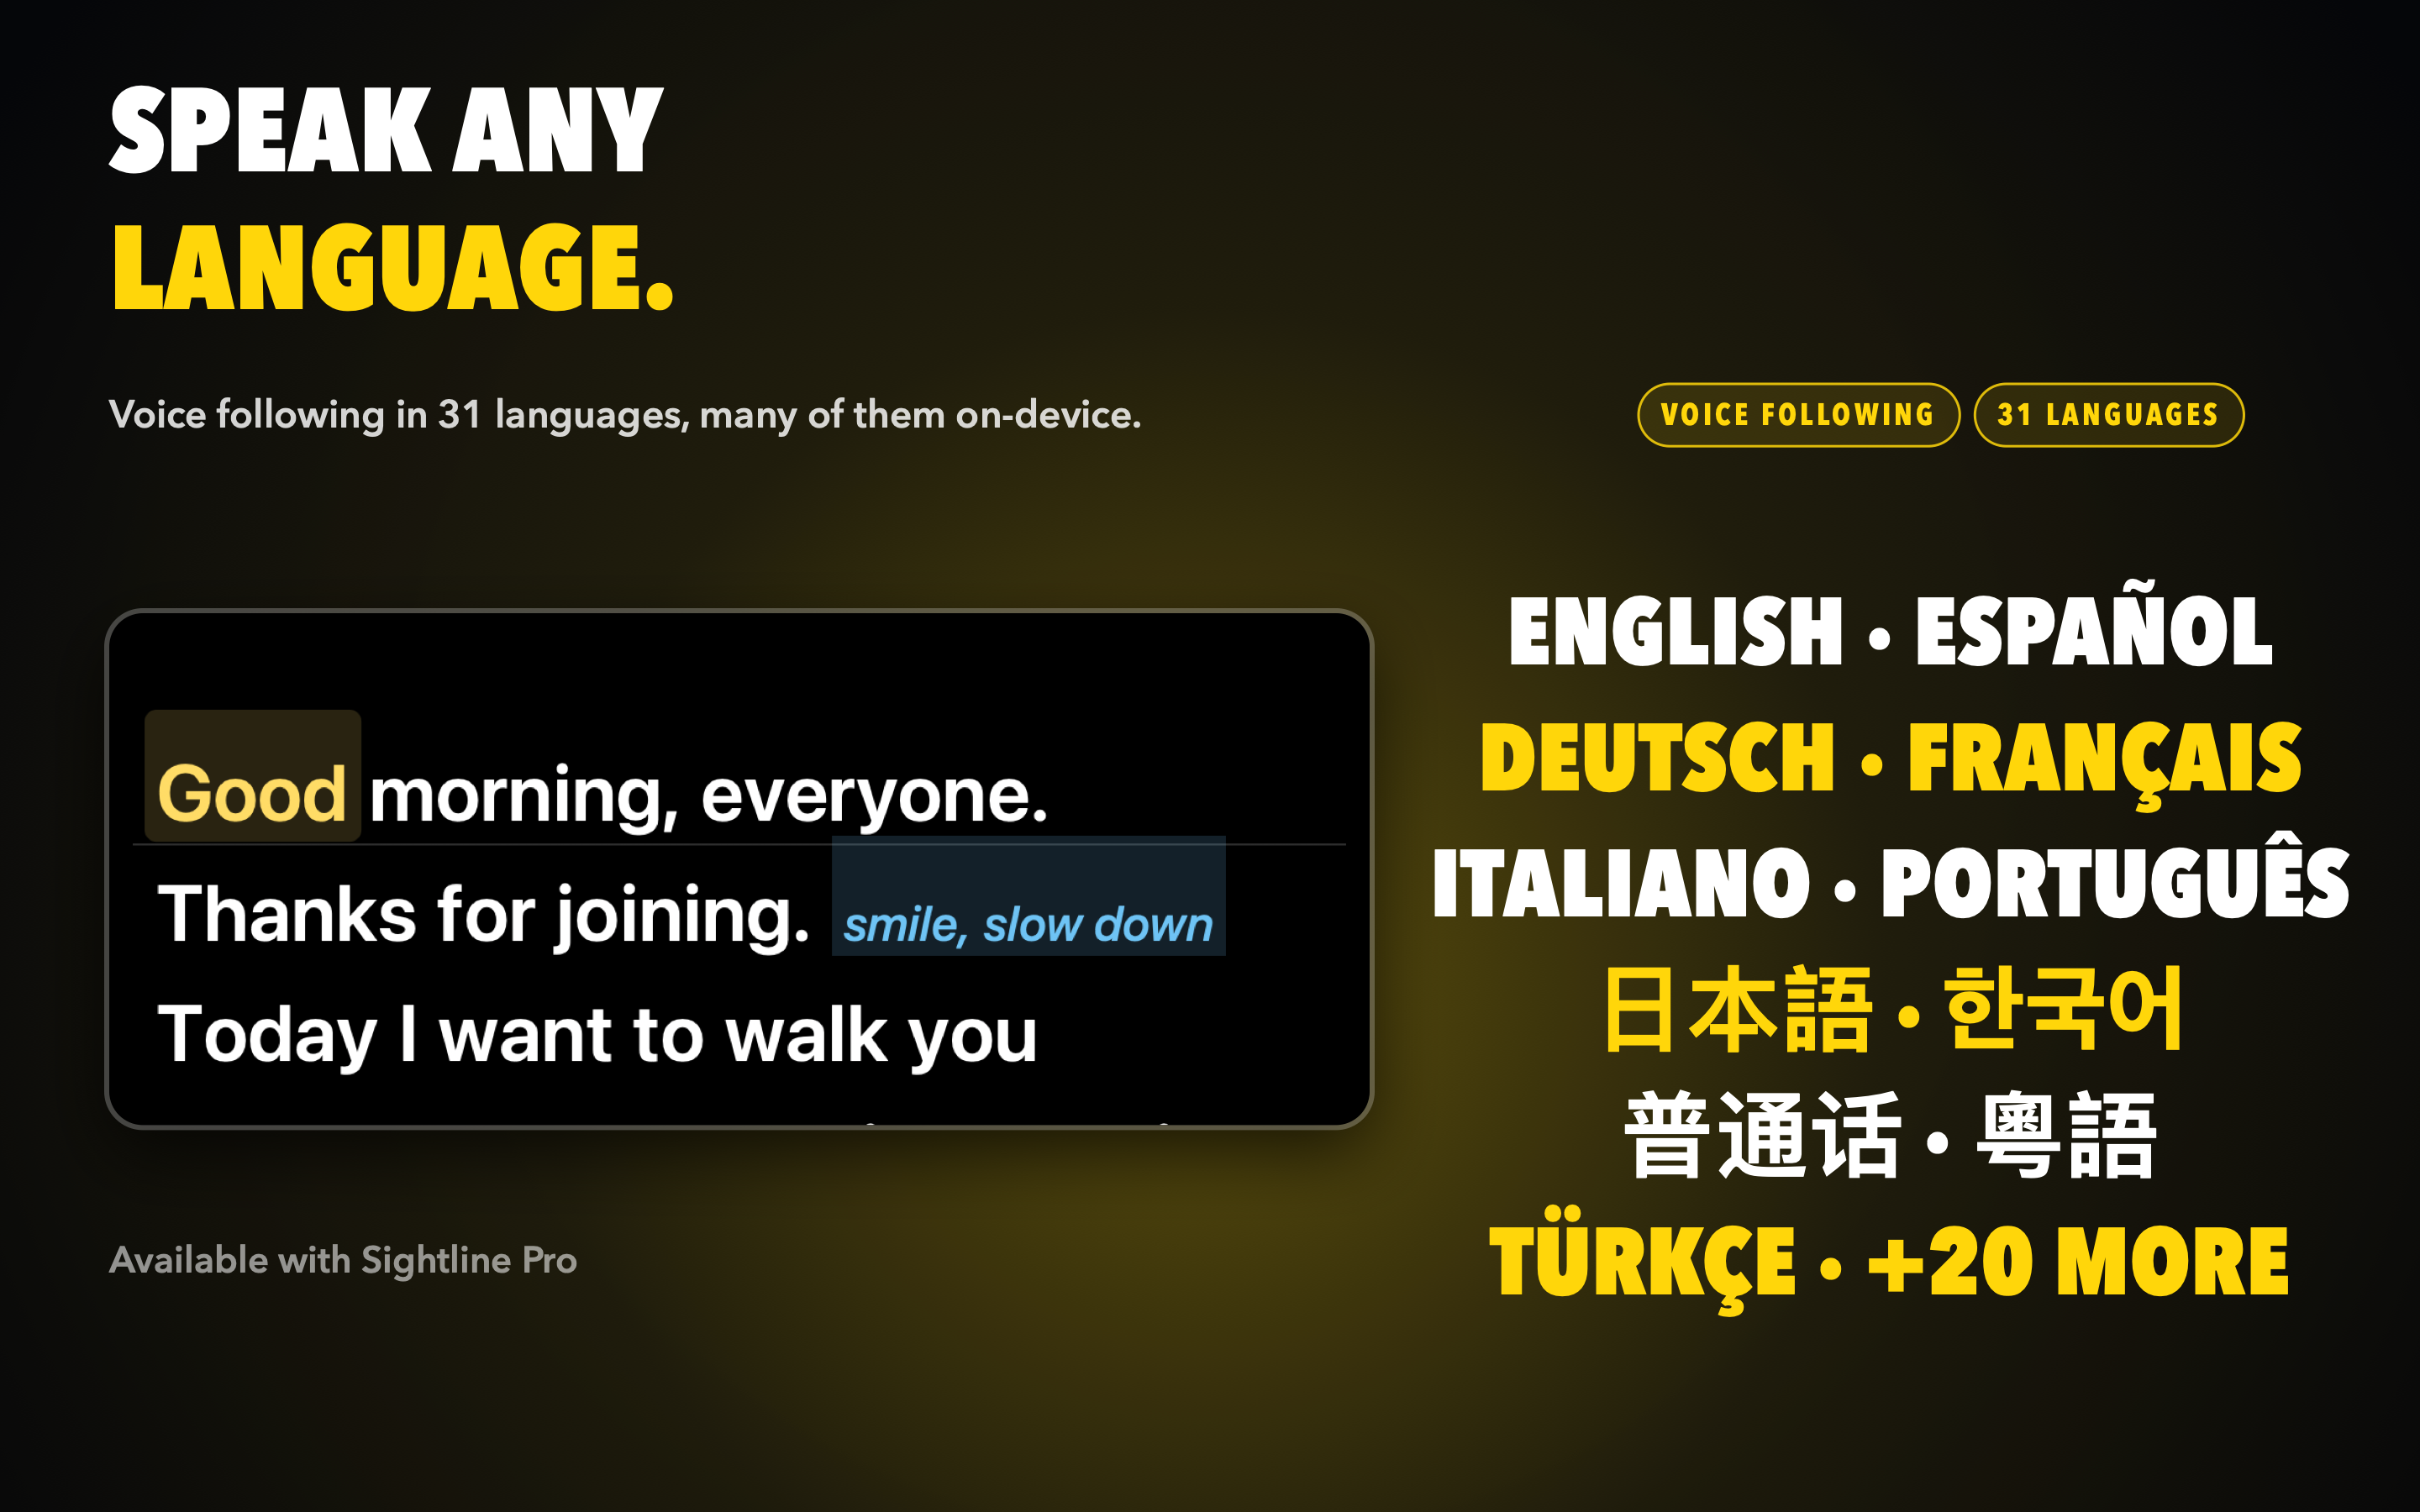 SPEAK ANY
LANGUAGE.
Voice following in 31 languages, many of them on-device.
VOICE FOLLOWING
31 LANGUAGES
Good morning, everyone.
Thanks for joining. smile, slow down
Today I want to walk you
ENGLISH · ESPAÑOL
DEUTSCH · FRANÇAIS
ITALIANO · PORTUGUÊS
日本語 · 한국어
普通话 · 粤語
TÜRKÇE · +20 MORE
Available with Sightline Pro